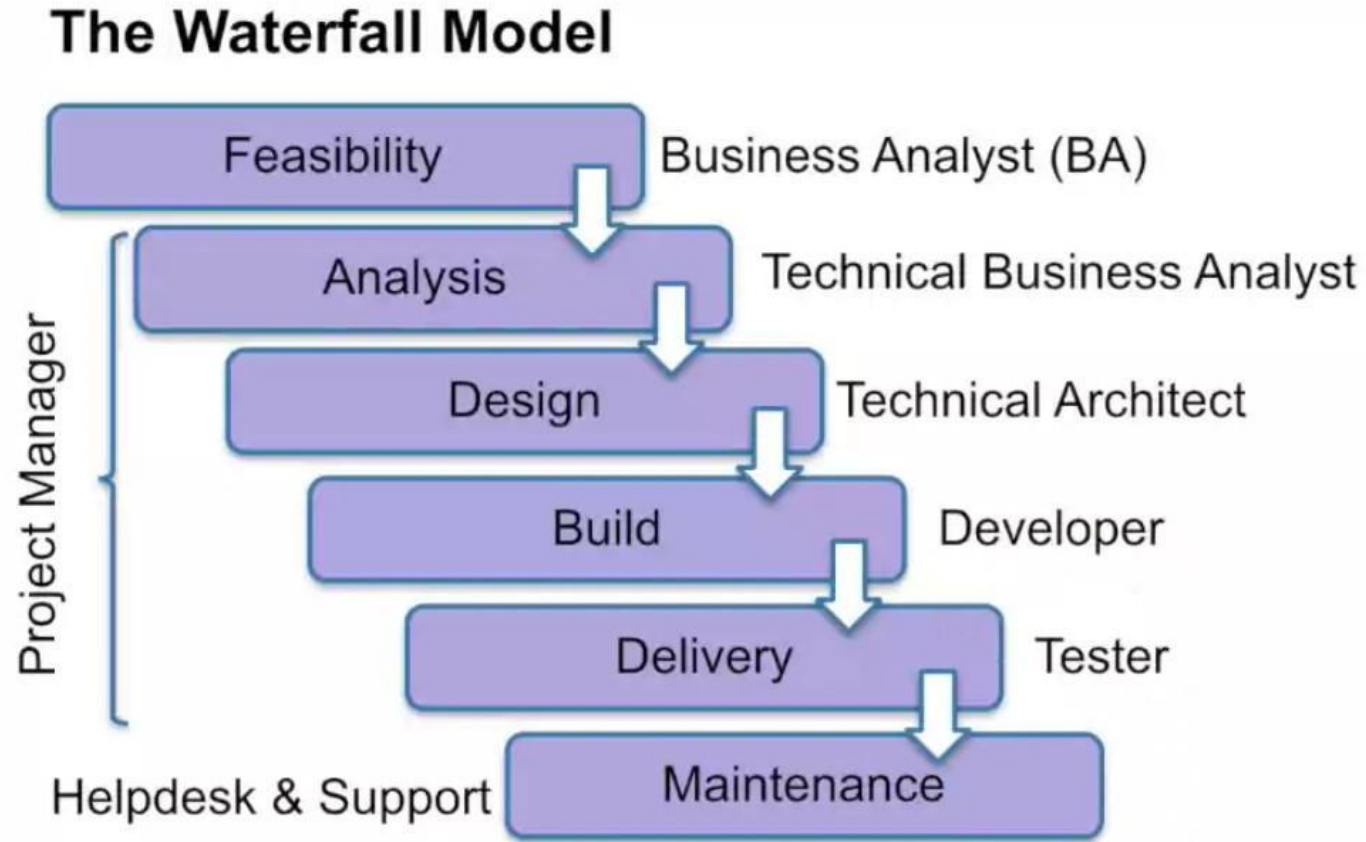 The Waterfall Model
Feasibility
Business Analyst (BA)
Analysis
Technical Business Analyst
Design
Technical Architect
Build
Developer
Delivery
Tester
Project Manager
Helpdesk & Support
Maintenance